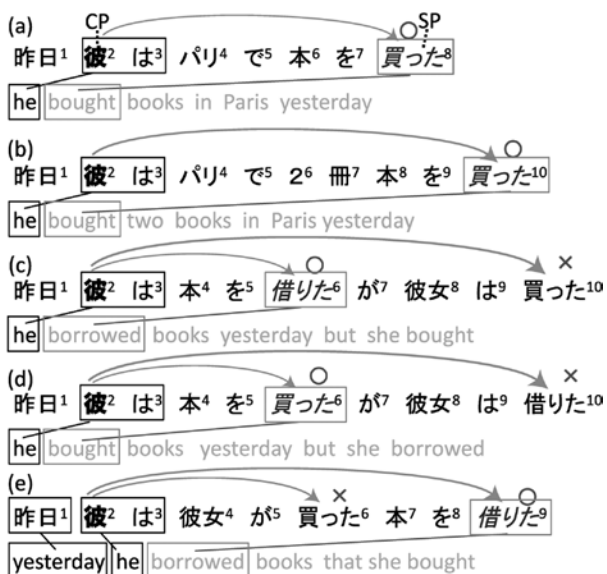 (a) CP SP
昨日1 彼2 は3 パリ4 で5 本6 を7 買った8
he bought books in Paris yesterday
(b)
昨日1 彼2 は3 パリ4 で5 2 6 冊7 本8 を9 買った10
he bought two books in Paris yesterday
(c)
昨日1 彼2 は3 本4 を5 借りた6 が7 彼女8 は9 買った10
he borrowed books yesterday but she bought
(d)
昨日1 彼2 は3 本4 を5 買った6 が7 彼女8 は9 借りた10
he bought books yesterday but she borrowed
(e)
昨日1 彼2 は3 彼女4 が5 買った6 本7 を8 借りた9
yesterday he borrowed books that she bought